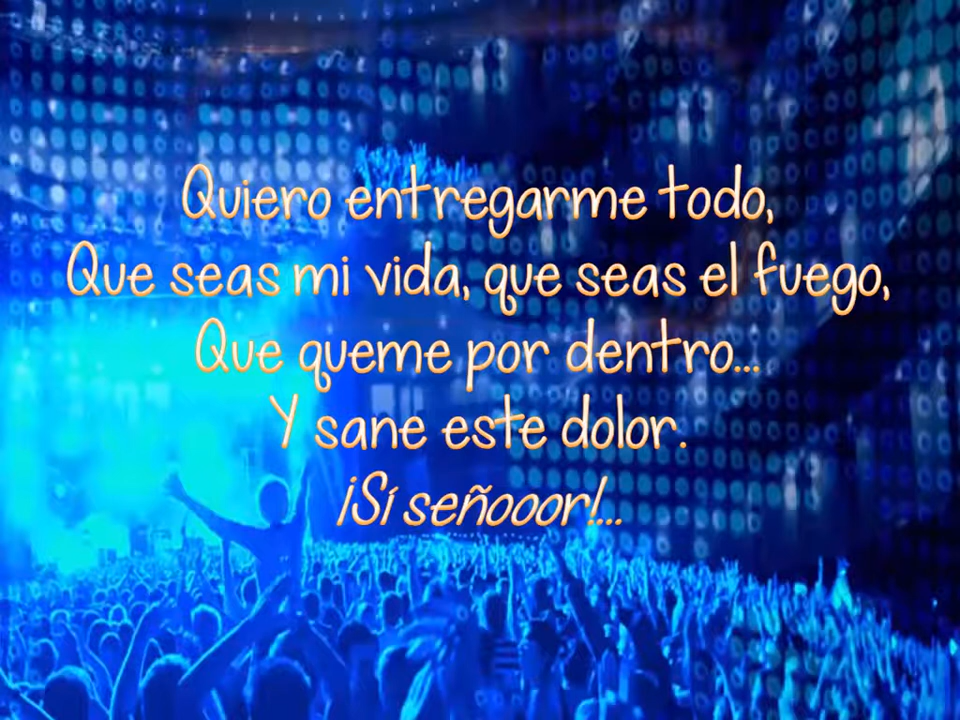 Quiero entregarme todo,
Que seas mi vida, que seas el fuego,
Que queme por dentro...
Y sane este dolor.
¡Sí señooor!...